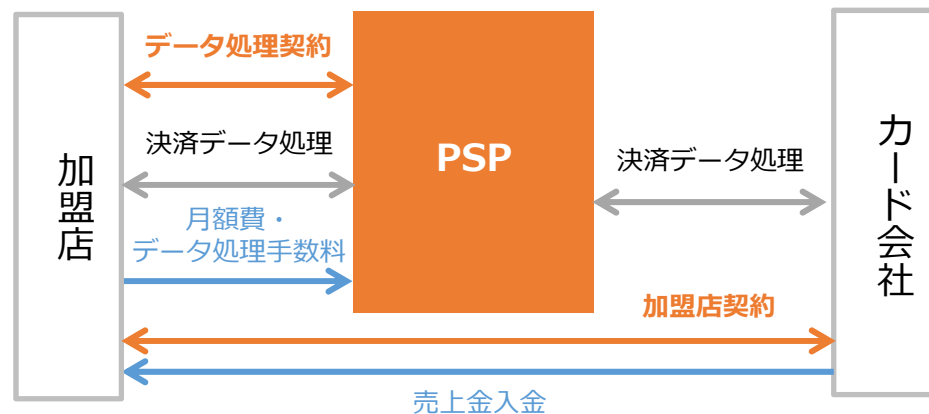 加盟店
データ処理契約
決済データ処理
月額費・
データ処理手数料
PSP
決済データ処理
カード会社
加盟店契約
売上金入金